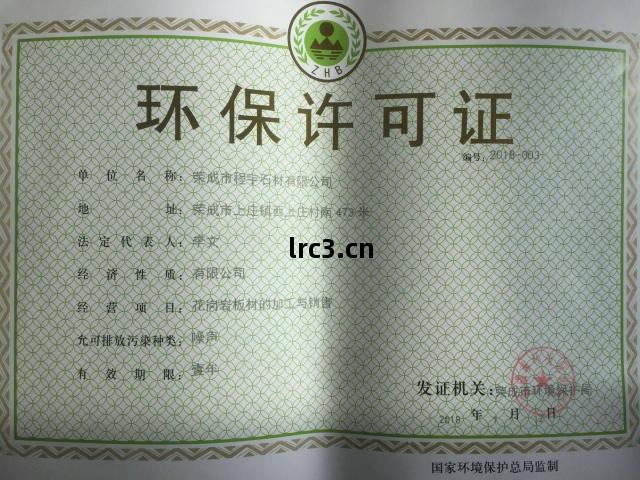 ZHB
环保许可证
编号：2018-003
单位名称：荣成市程宇石材有限公司
地址：荣成市上庄镇西上庄村南473米
法定代表人：李文
lrc3.cn
经济性质：有限公司
经营项目：花岗岩板材的加工与销售
允可排放污染种类：噪声
有效期限：壹年
发证机关：荣成市环境保护局
2018 年 月 日
国家环境保护总局监制